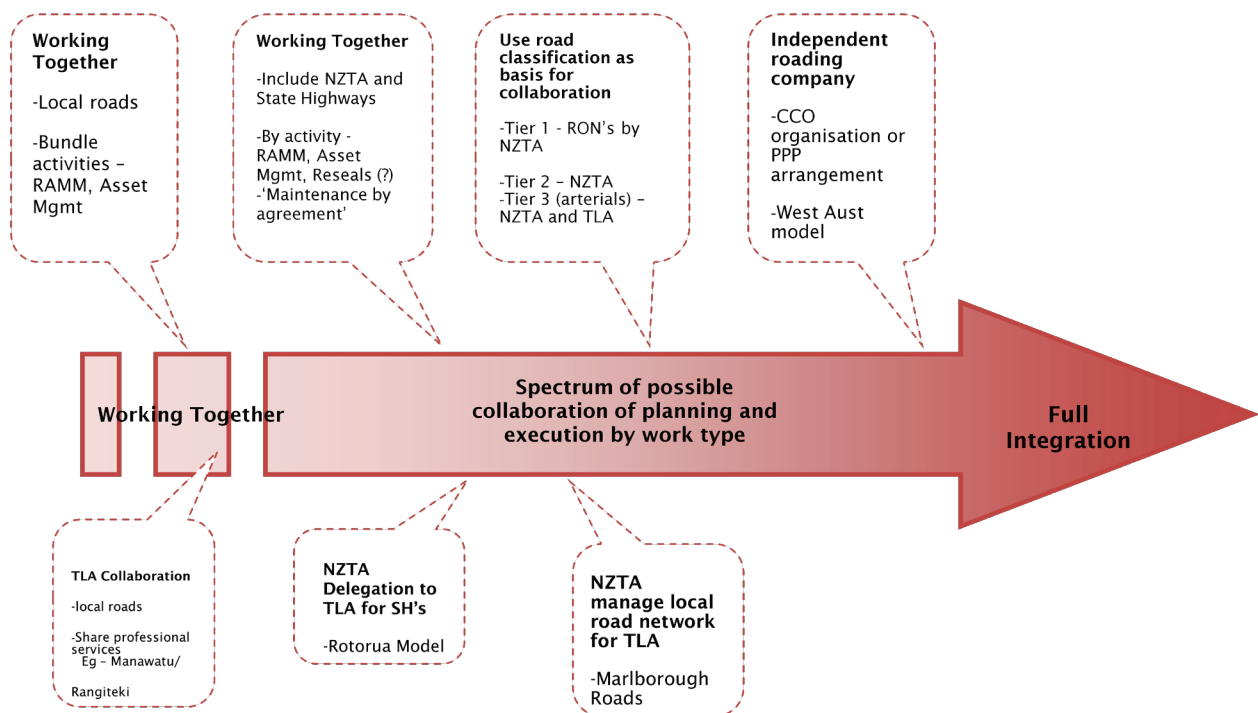 Working
Together
-Local roads
-Bundle
activities –
RAMM, Asset
Mgmt
Working Together
-Include NZTA and
State Highways
-By activity -
RAMM, Asset
Mgmt, Reseals (?)
-‘Maintenance by
agreement’
Use road
classification as
basis for
collaboration
-Tier 1 - RON’s by
NZTA
-Tier 2 – NZTA
-Tier 3 (arterials) –
NZTA and TLA
Independent
roading
company
-CCO
organisation or
PPP
arrangement
-West Aust
model
Working Together
Spectrum of possible
collaboration of planning and
execution by work type
Full
Integration
TLA Collaboration
-local roads
-Share professional
services
Eg – Manawatu/
Rangiteki
NZTA
Delegation to
TLA for SH’s
-Rotorua Model
NZTA
manage local
road network
for TLA
-Marlborough
Roads